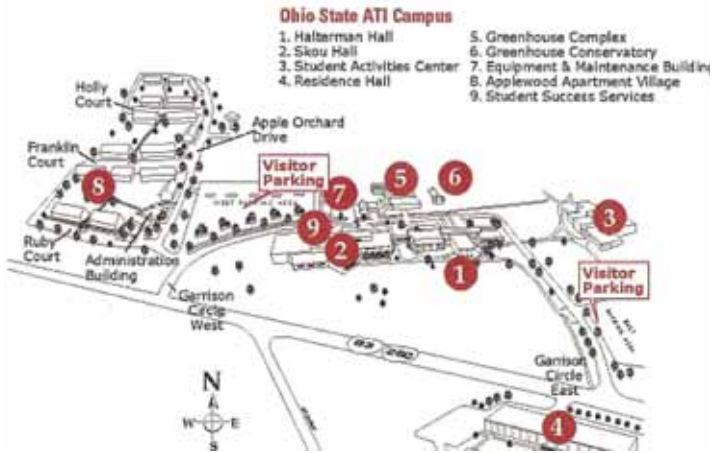 Ohio State ATI Campus
1. Halterman Hall
2. Skou Hall
3. Student Activities Center
4. Residence Hall
5. Greenhouse Complex
6. Greenhouse Conservatory
7. Equipment & Maintenance Building
8. Applewood Apartment Village
9. Student Success Services
Holly
Court
Apple Orchard
Drive
Franklin
Court
Visitor
Parking
5
6
7
8
9
3
2
1
Ruby
Court
Administration
Building
Visitor
Parking
Garrison
Circle
West
Garrison
Circle
East
N
W E
S
4